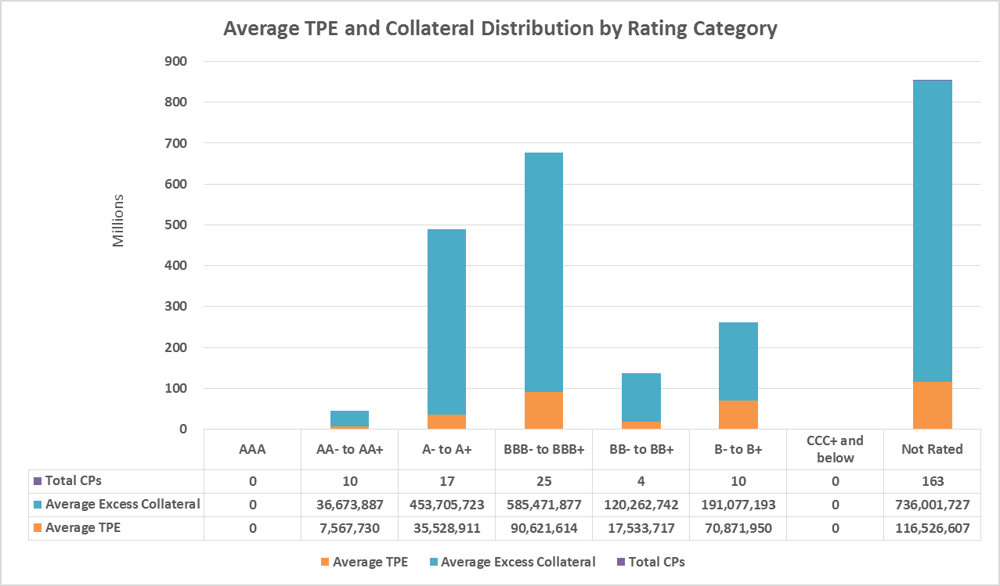 Average TPE and Collateral Distribution by Rating Category
900
800
700
600
500
400
300
200
100
0
Millions
AAA AA- to AA+ A- to A+ BBB- to BBB+ BB- to BB+ B- to B+ CCC+ and below Not Rated
Total CPs 0 10 17 25 4 10 0 163
Average Excess Collateral 0 36,673,887 453,705,723 585,471,877 120,262,742 191,077,193 0 736,001,727
Average TPE 0 7,567,730 35,528,911 90,621,614 17,533,717 70,871,950 0 116,526,607
Average TPE Average Excess Collateral Total CPs